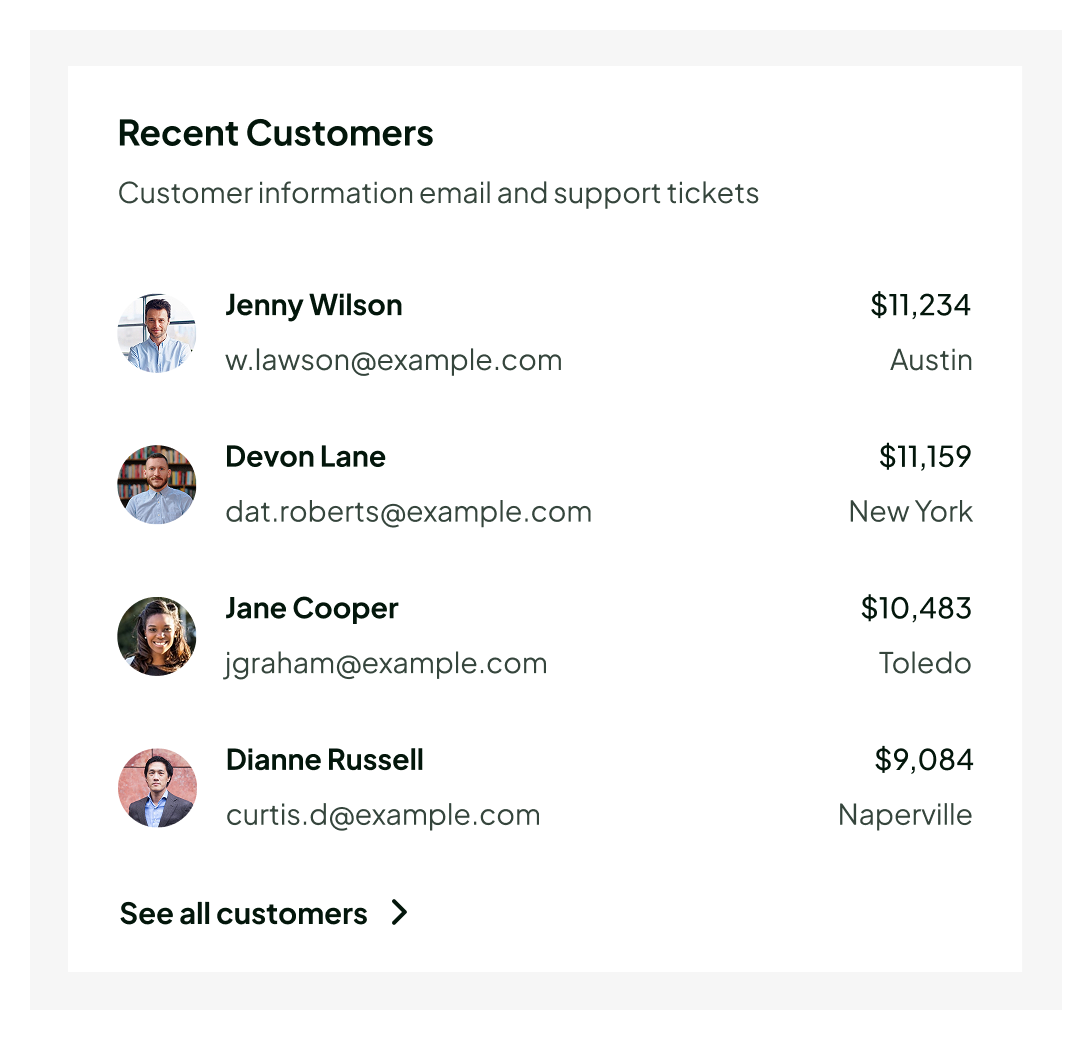 Recent Customers
Customer information email and support tickets
Jenny Wilson $11,234
w.lawson@example.com Austin
Devon Lane $11,159
dat.roberts@example.com New York
Jane Cooper $10,483
jgraham@example.com Toledo
Dianne Russell $9,084
curtis.d@example.com Naperville
See all customers